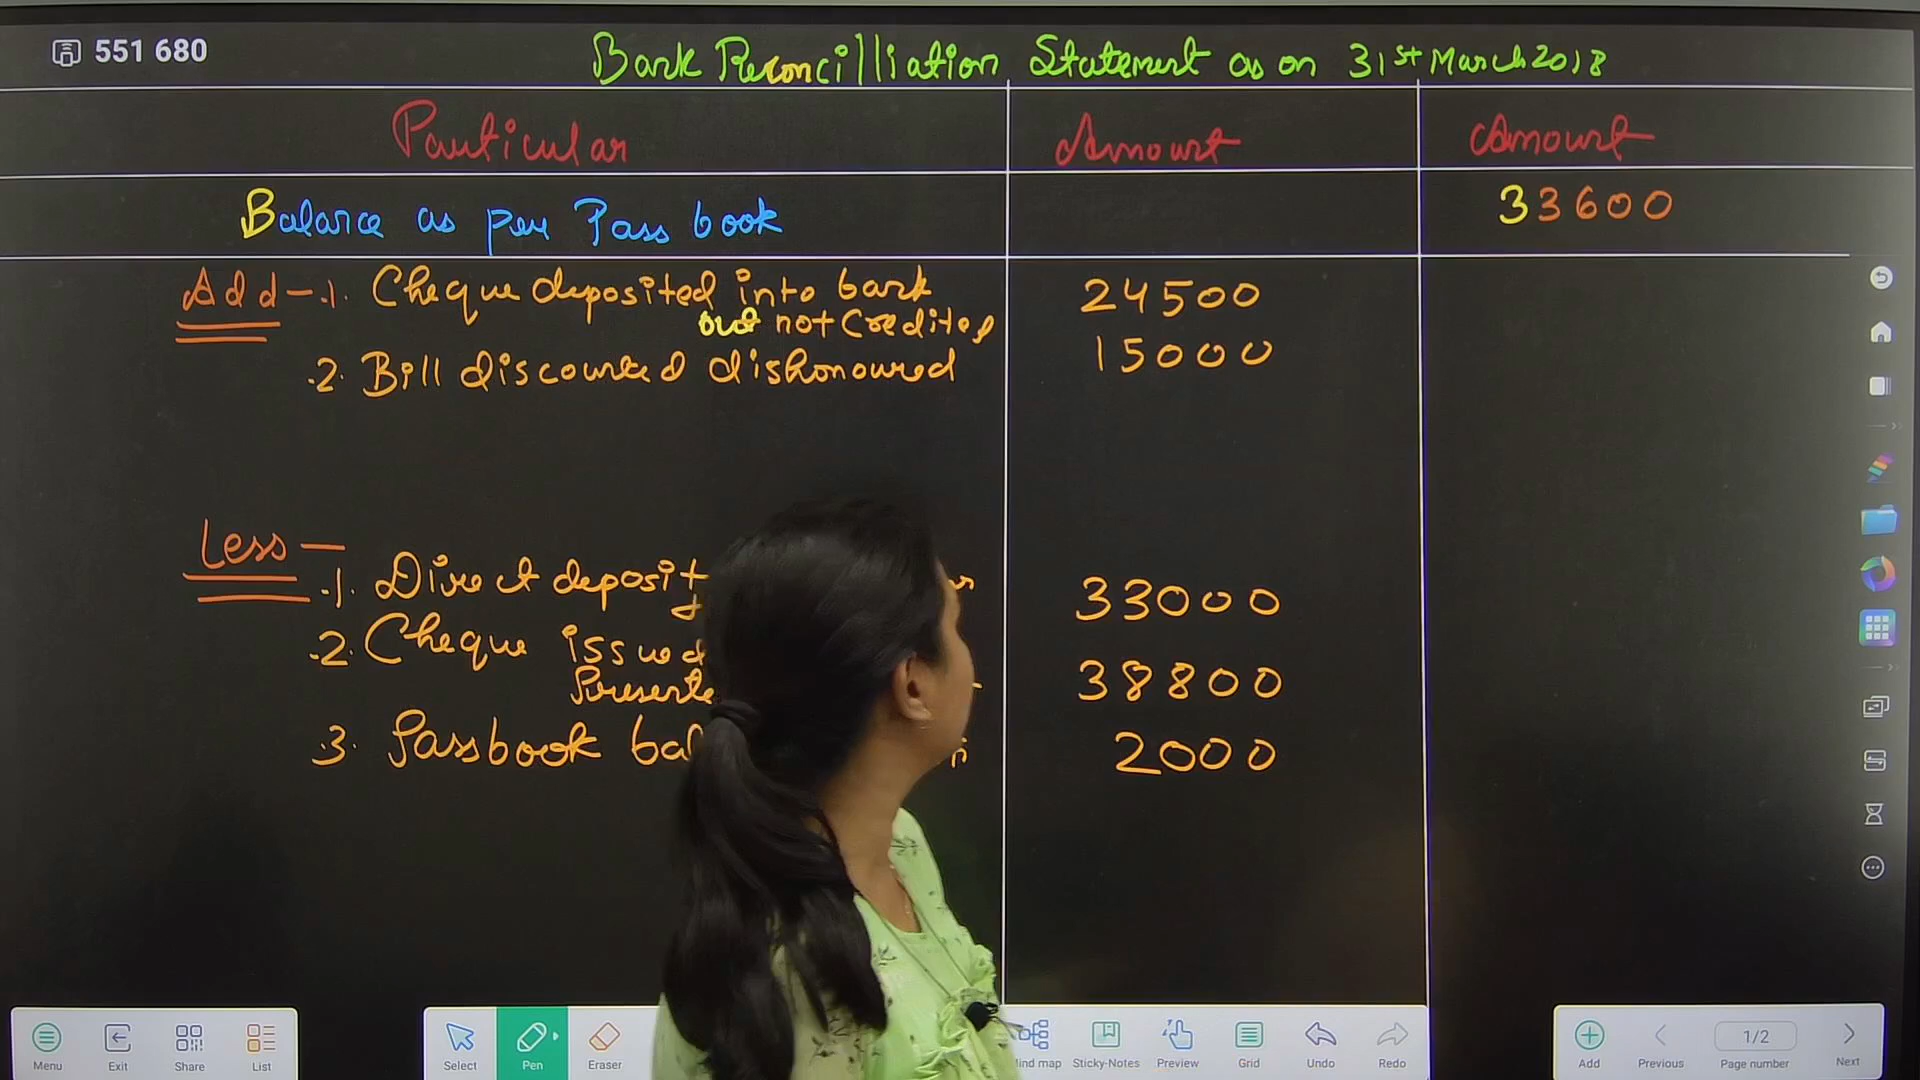 551 680
Bank Reconcilliation Statement as on 31st March 2018
Particular Amount Amount
Balance as per Pass book 33600
Add - .1. Cheque deposited into bank 24500
but not Credited
.2. Bill discounted dishonoured 15000
Less -
.1. Direct deposit 33000
.2. Cheque issued 38800
.3. Passbook 2000
Menu Exit Share List Select Pen Eraser Mind map Sticky-Notes Preview Grid Undo Redo Add Previous 1/2 Page number Next